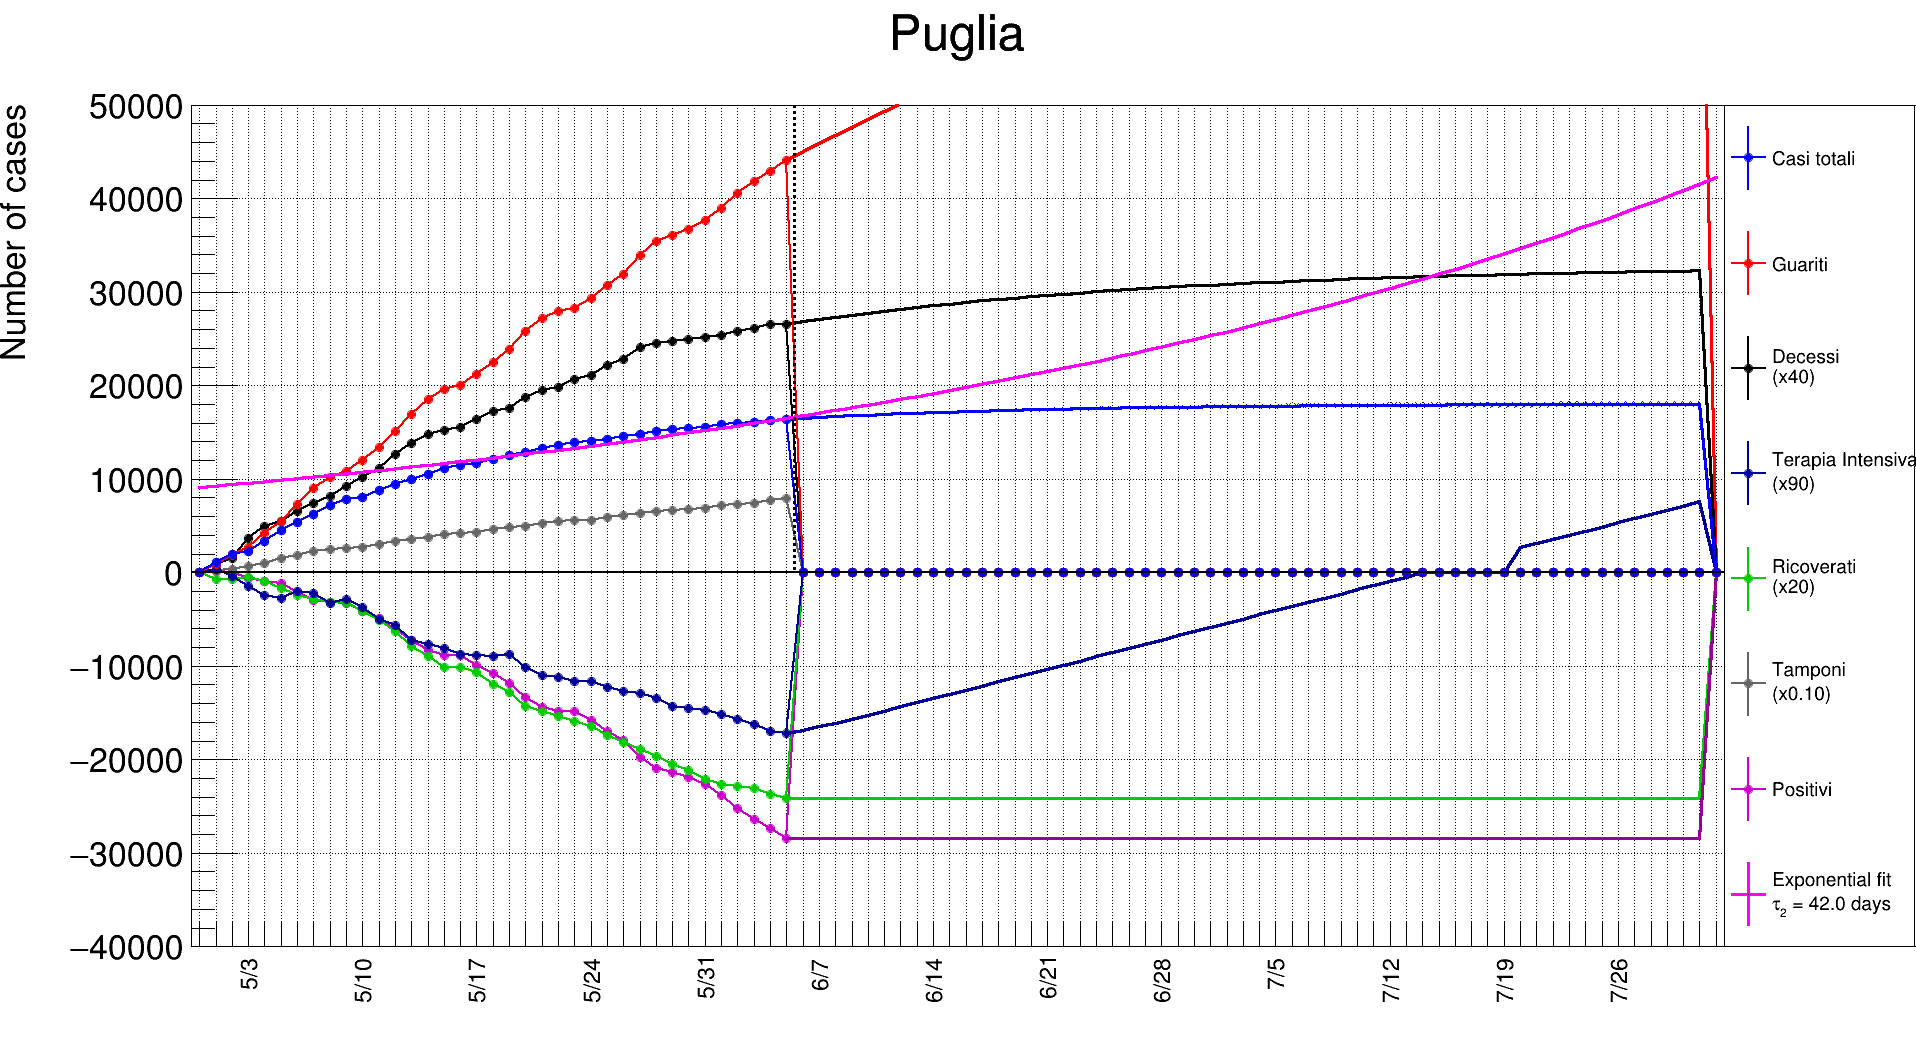 Puglia
Number of cases
50000
40000
30000
20000
10000
0
−10000
−20000
−30000
−40000
5/3
5/10
5/17
5/24
5/31
6/7
6/14
6/21
6/28
7/5
7/12
7/19
7/26
Casi totali
Guariti
Decessi
(x40)
Terapia Intensiva
(x90)
Ricoverati
(x20)
Tamponi
(x0.10)
Positivi
Exponential fit
τ2 = 42.0 days